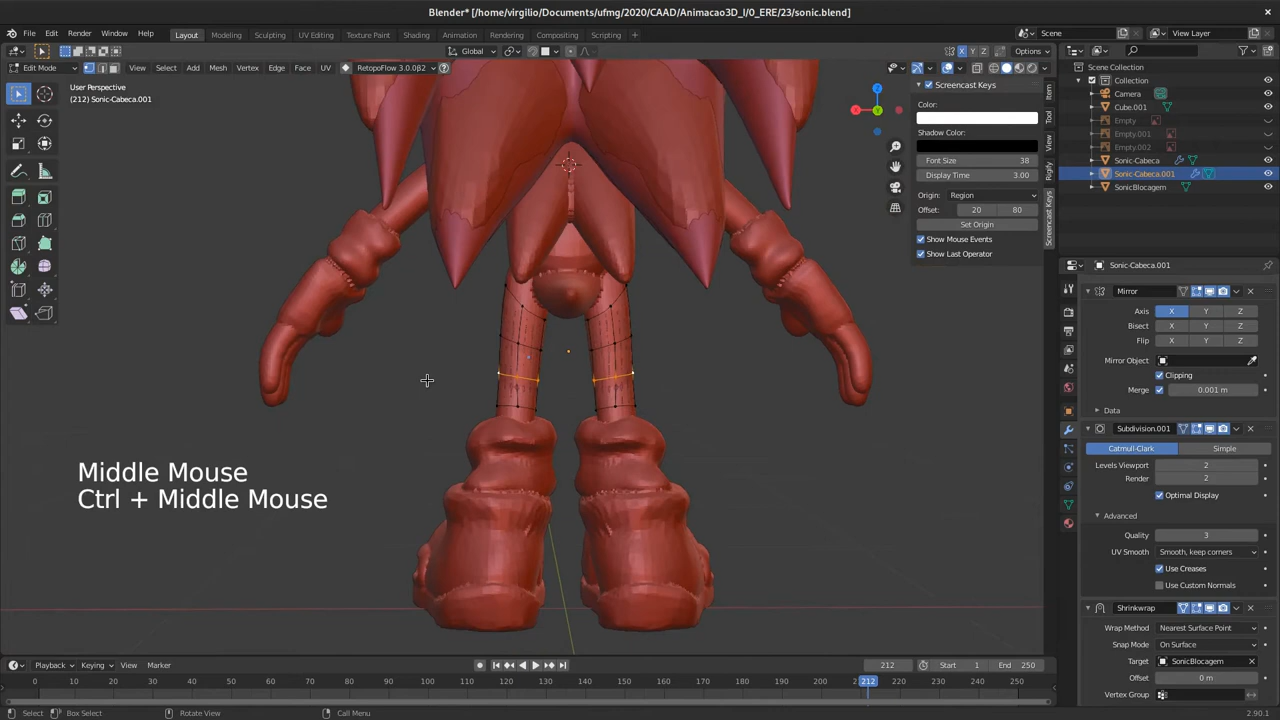 Blender* [/home/virgilio/Documents/ufmg/2020/CAAD/Animacao3D_I/0_ERE/23/sonic.blend]
File Edit Render Window Help Layout Modeling Sculpting UV Editing Texture Paint Shading Animation Rendering Compositing Scripting + Scene View Layer
Global X Y Z Options
Edit Mode View Select Add Mesh Vertex Edge Face UV RetopoFlow 3.0.0β2
User Perspective
(212) Sonic-Cabeca.001
Screencast Keys
Color:
Shadow Color:
Font Size 38
Display Time 3.00
Origin: Region
Offset: 20 80
Set Origin
Show Mouse Events
Show Last Operator
Item
Tool
View
Rigify
Screencast Keys
Z
X
Y
Scene Collection
Collection
Camera
Cube.001
Empty
Empty.001
Empty.002
Sonic-Cabeca
Sonic-Cabeca.001
SonicBlocagem
Sonic-Cabeca.001
Mirror
Axis X Y Z
Bisect X Y Z
Flip X Y Z
Mirror Object
Clipping
Merge 0.001 m
Data
Subdivision.001
Catmull-Clark Simple
Levels Viewport 2
Render 2
Optimal Display
Advanced
Quality 3
UV Smooth Smooth, keep corners
Use Creases
Use Custom Normals
Shrinkwrap
Wrap Method Nearest Surface Point
Snap Mode On Surface
Target SonicBlocagem
Offset 0 m
Vertex Group
Middle Mouse
Ctrl + Middle Mouse
Playback Keying View Marker 212 Start 1 End 250
0 10 20 30 40 50 60 70 80 90 100 110 120 130 140 150 160 170 180 190 200 212 220 230 240 250
Select Box Select Rotate View Call Menu 2.90.1